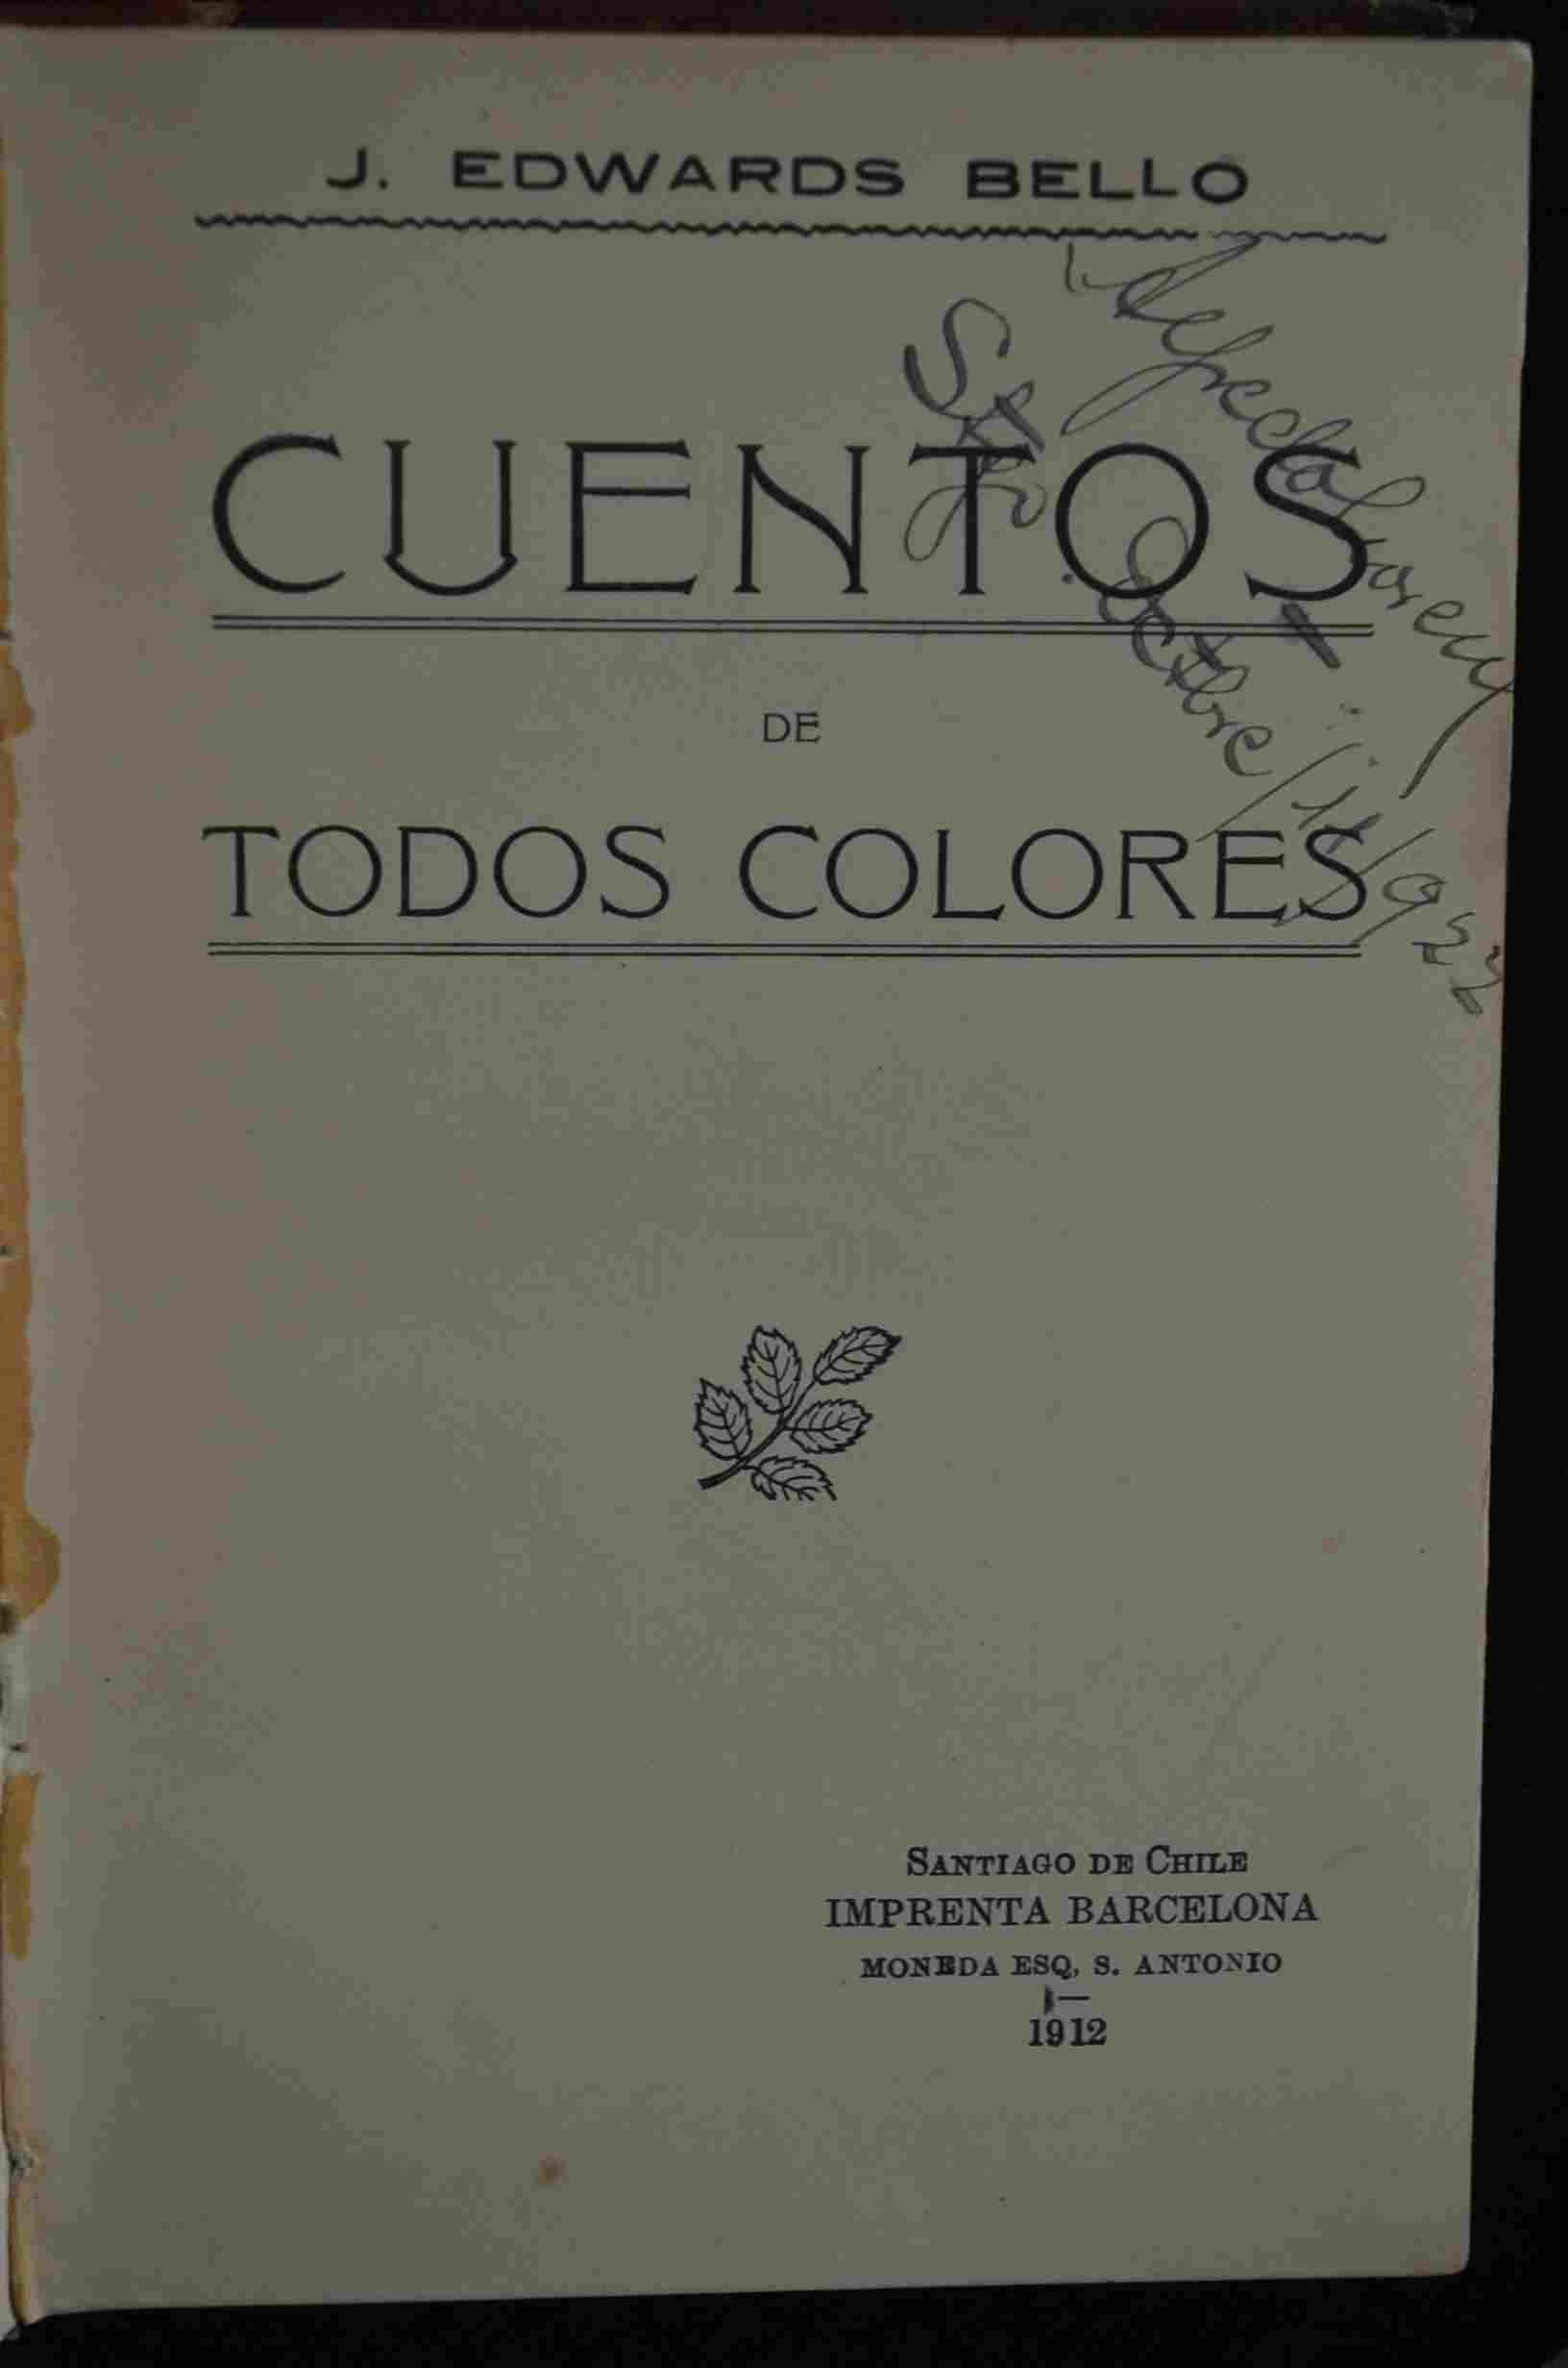 J. EDWARDS BELLO
CUENTOS
DE
TODOS COLORES
SANTIAGO DE CHILE
IMPRENTA BARCELONA
MONEDA ESQ, S. ANTONIO
1912